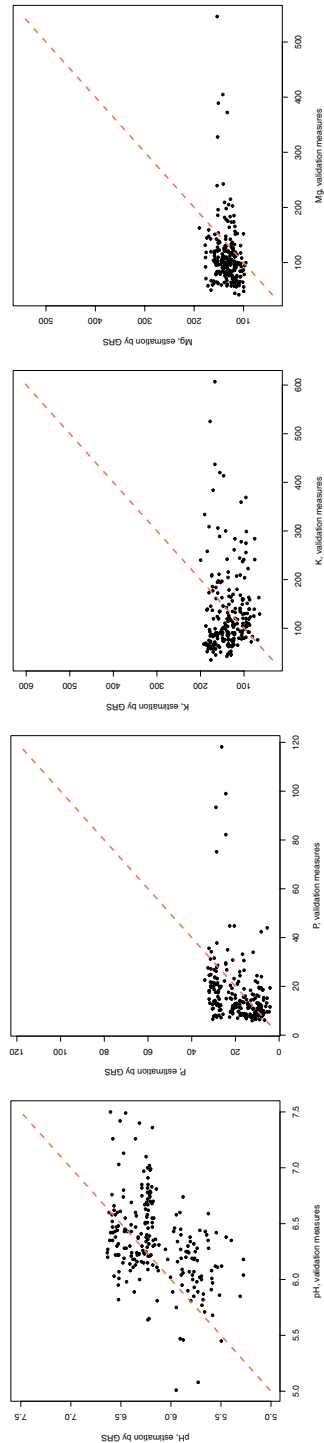 pH, estimation by GRS
7.5
7.0
6.5
6.0
5.5
5.0
5.0 5.5 6.0 6.5 7.0 7.5
pH, validation measures
P, estimation by GRS
120
100
80
60
40
20
0
0 20 40 60 80 100 120
P, validation measures
K, estimation by GRS
600
500
400
300
200
100
100 200 300 400 500 600
K, validation measures
Mg, estimation by GRS
500
400
300
200
100
100 200 300 400 500
Mg, validation measures